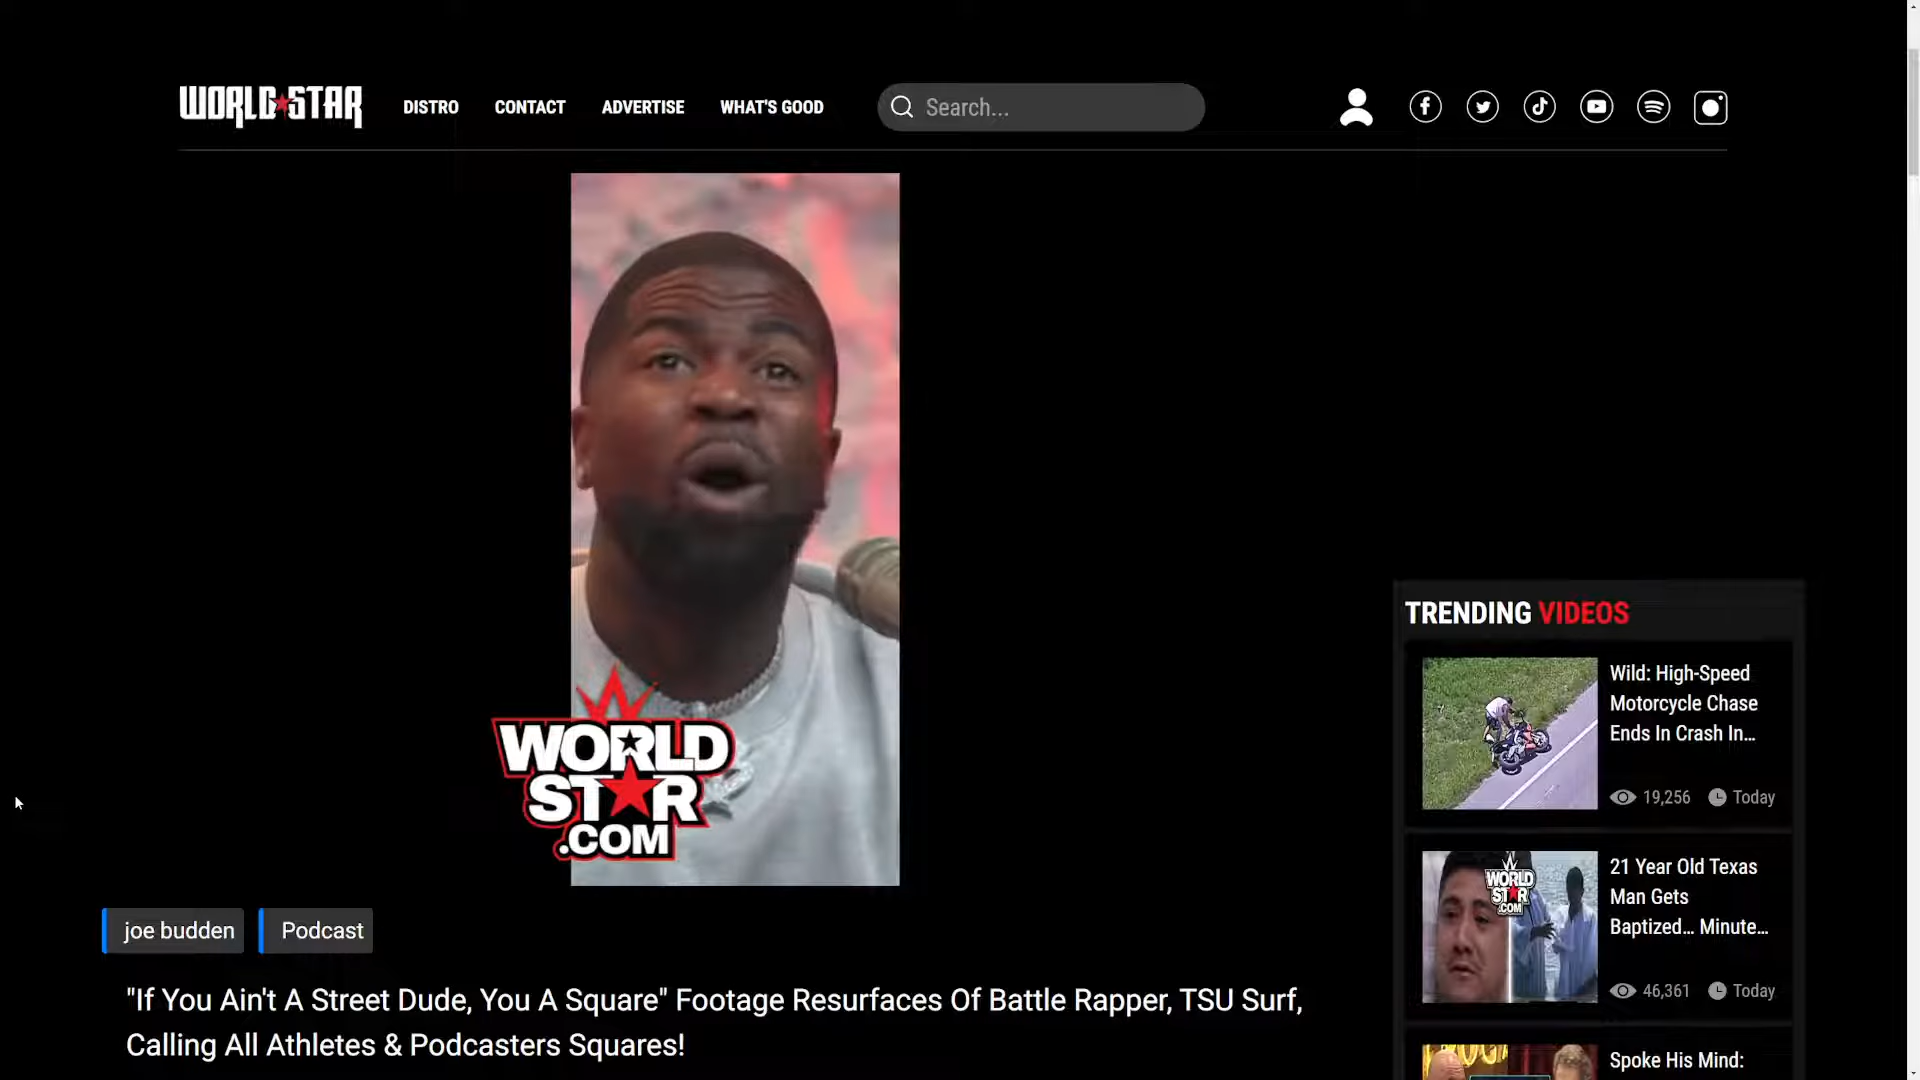 WORLD STAR
DISTRO
CONTACT
ADVERTISE
WHAT'S GOOD
Search...
WORLD
STAR
.COM
joe budden
Podcast
"If You Ain't A Street Dude, You A Square" Footage Resurfaces Of Battle Rapper, TSU Surf,
Calling All Athletes & Podcasters Squares!
TRENDING VIDEOS
Wild: High-Speed
Motorcycle Chase
Ends In Crash In...
19,256
Today
WORLD
STAR
.COM
21 Year Old Texas
Man Gets
Baptized... Minute...
46,361
Today
Spoke His Mind: